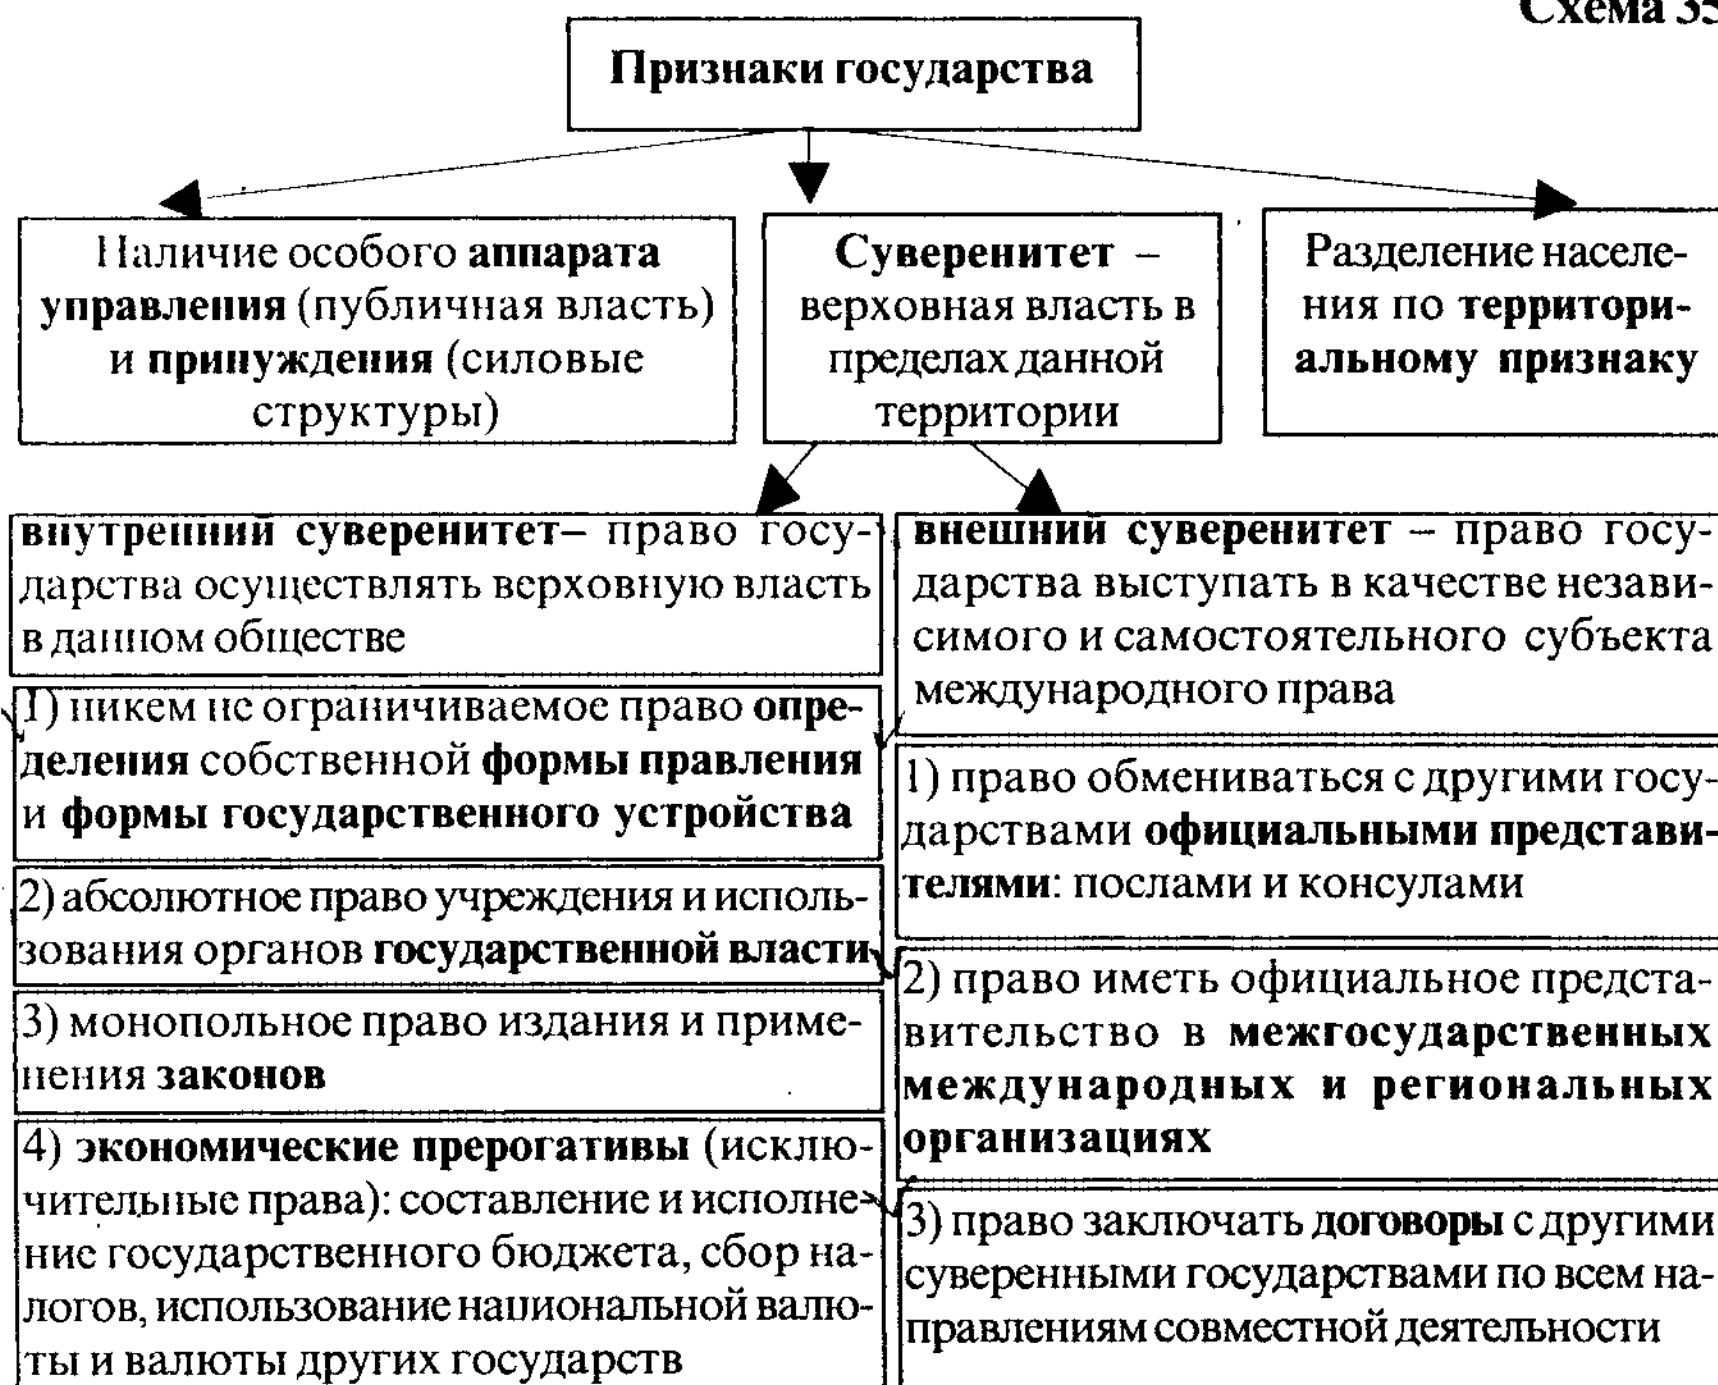 Схема 35
Признаки государства
Наличие особого аппарата
управления (публичная власть)
и принуждения (силовые
структуры)
Суверенитет –
верховная власть в
пределах данной
территории
Разделение населе-
ния по территори-
альному признаку
внутренний суверенитет– право госу-
дарства осуществлять верховную власть
в данном обществе
1) никем не ограничиваемое право опре-
деления собственной формы правления
и формы государственного устройства
2) абсолютное право учреждения и исполь-
зования органов государственной власти
3) монопольное право издания и приме-
нения законов
4) экономические прерогативы (исклю-
чительные права): составление и исполне-
ние государственного бюджета, сбор на-
логов, использование национальной валю-
ты и валюты других государств
внешний суверенитет – право госу-
дарства выступать в качестве незави-
симого и самостоятельного субъекта
международного права
1) право обмениваться с другими госу-
дарствами официальными представи-
телями: послами и консулами
2) право иметь официальное предста-
вительство в межгосударственных
международных и региональных
организациях
3) право заключать договоры с другими
суверенными государствами по всем на-
правлениям совместной деятельности